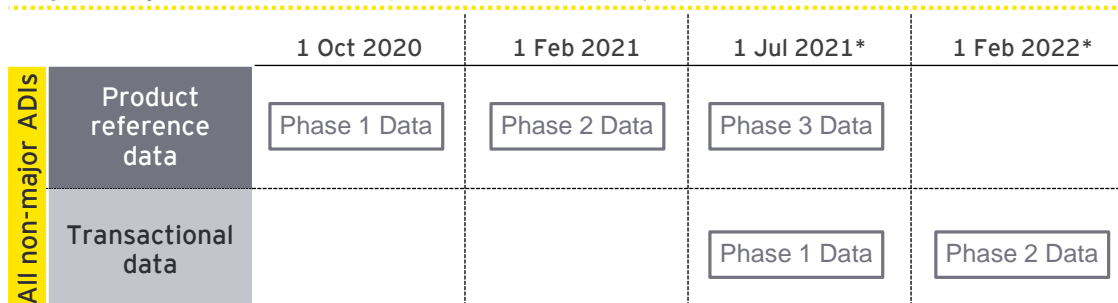 1 Oct 2020 1 Feb 2021 1 Jul 2021* 1 Feb 2022*
All non-major ADIs
Product
reference
data
Phase 1 Data Phase 2 Data Phase 3 Data
Transactional
data
Phase 1 Data Phase 2 Data